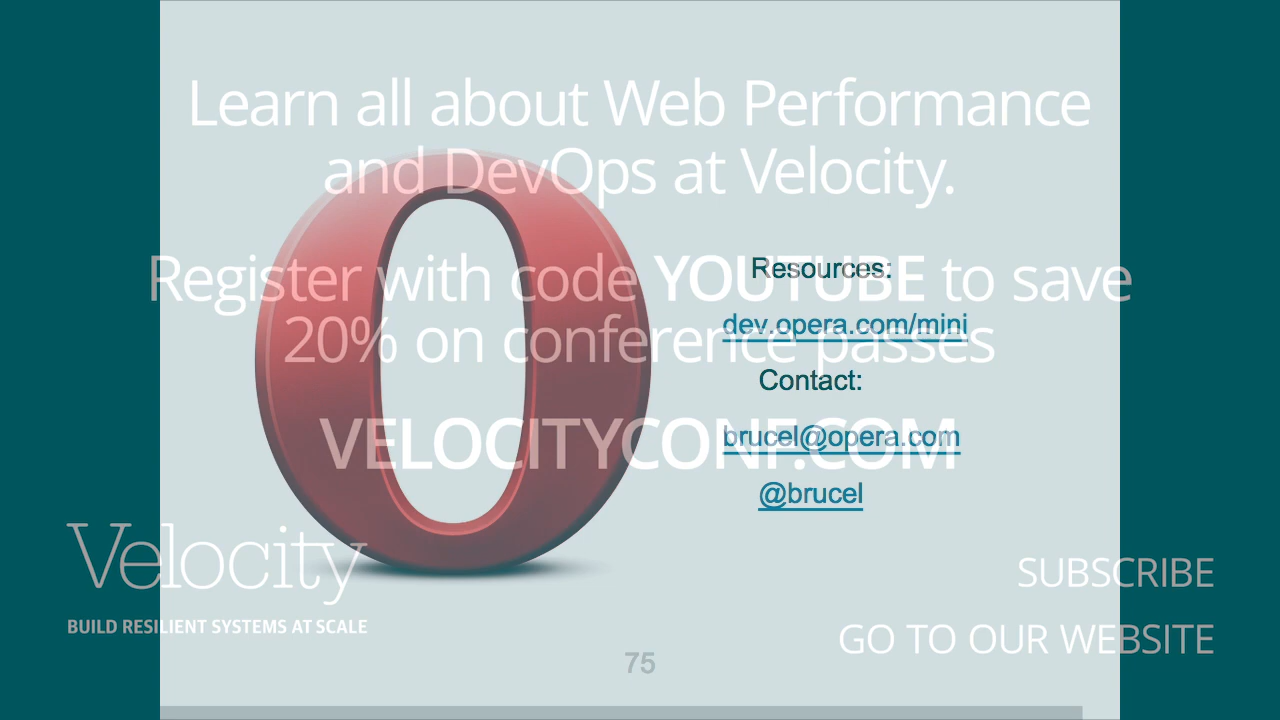 Learn all about Web Performance
and DevOps at Velocity.
Register with code YOUTUBE to save
20% on conference passes
VELOCITYCONF.COM
Resources:
dev.opera.com/mini
Contact:
brucel@opera.com
@brucel
Velocity
BUILD RESILIENT SYSTEMS AT SCALE
SUBSCRIBE
GO TO OUR WEBSITE
75